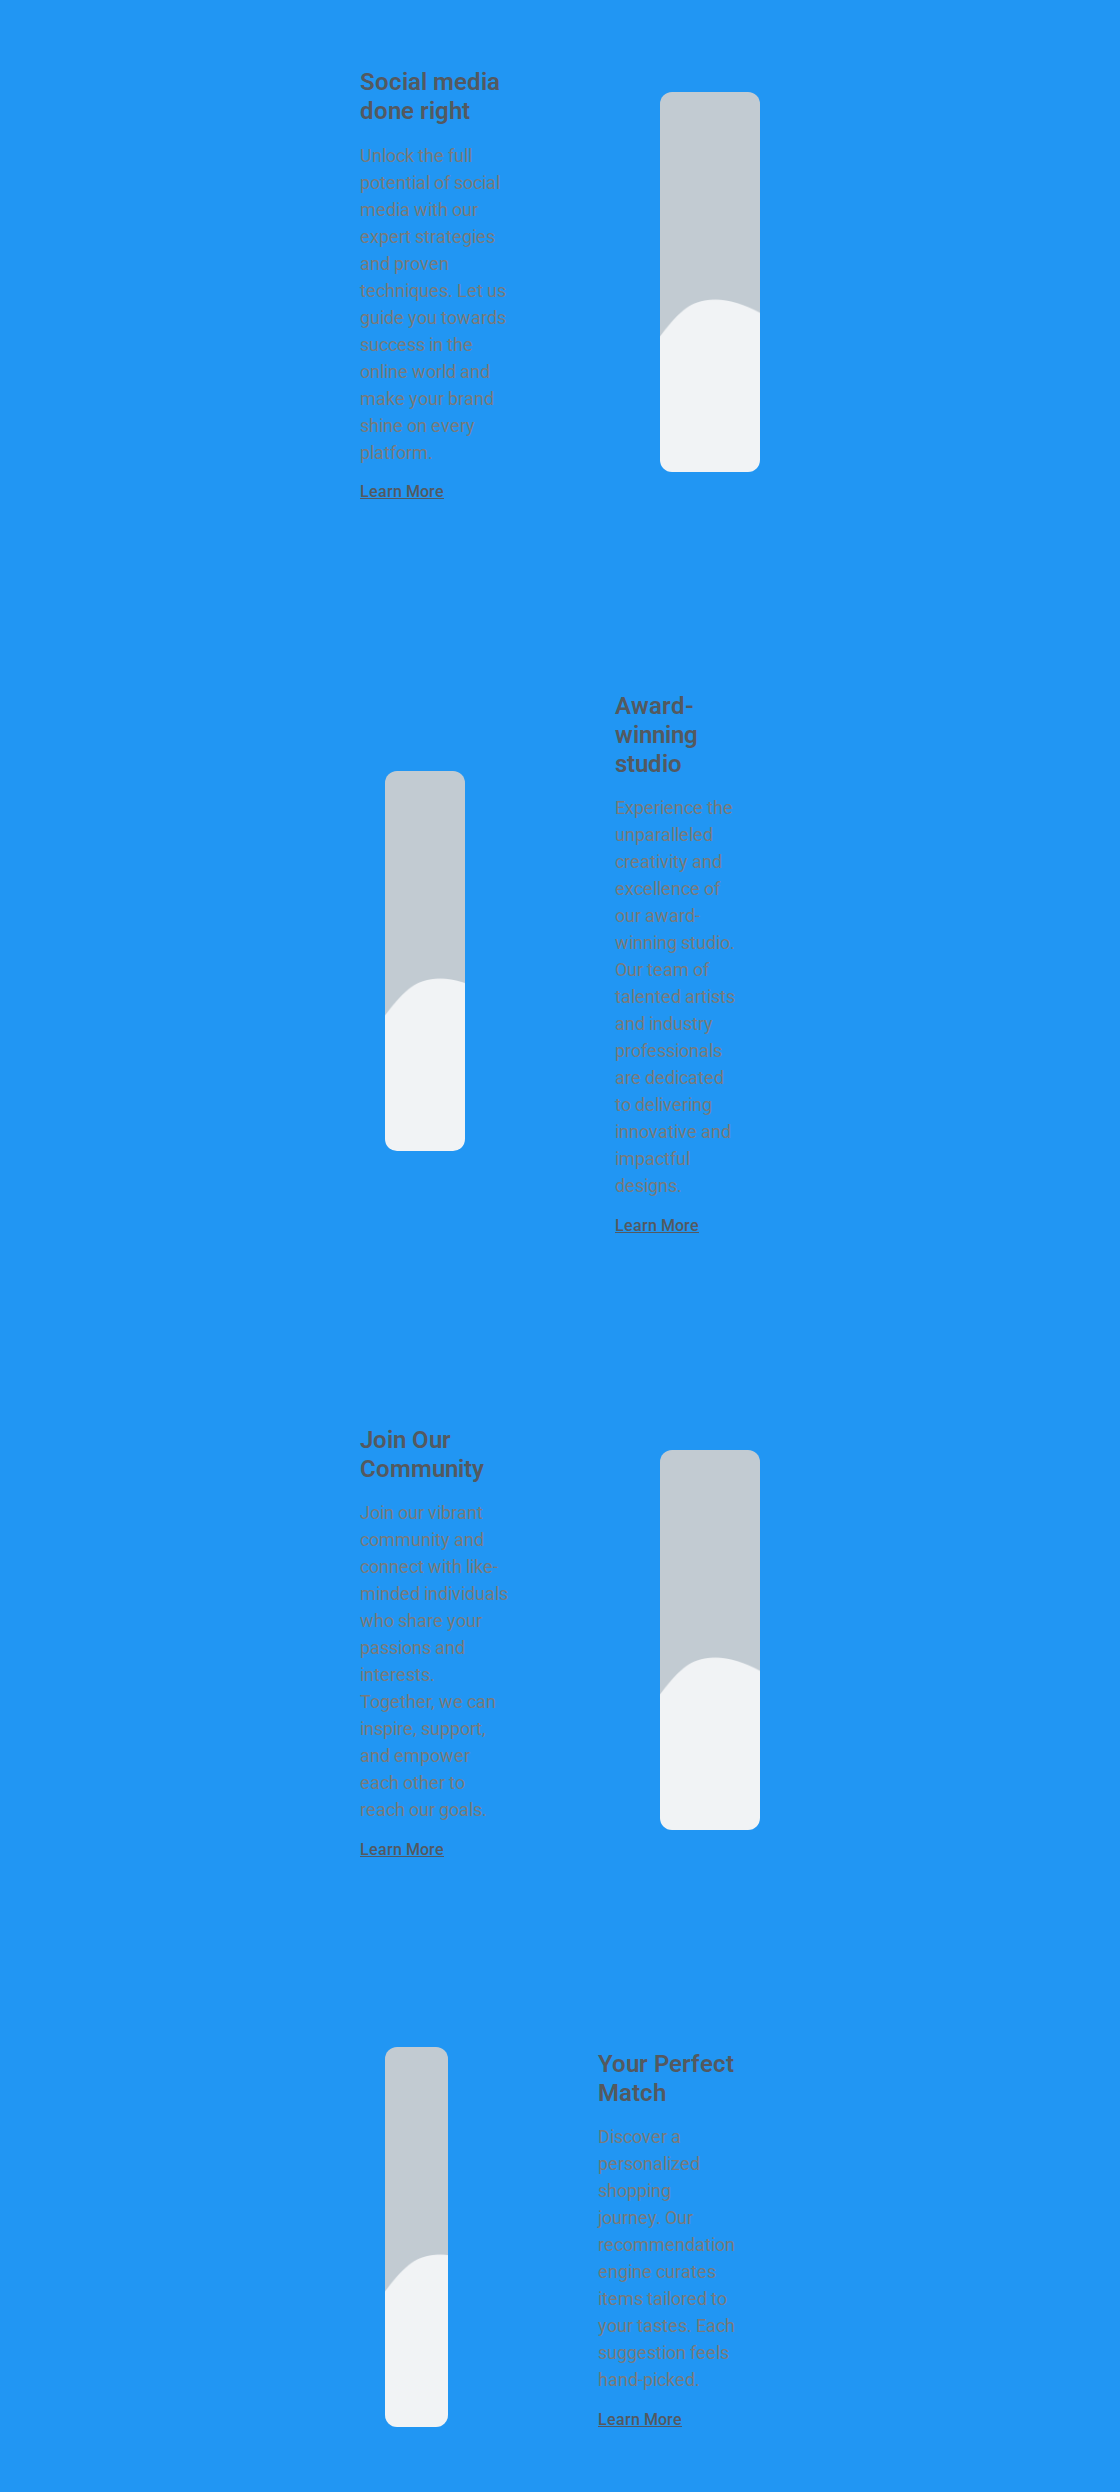 Social media
done right
Unlock the full
potential of social
media with our
expert strategies
and proven
techniques. Let us
guide you towards
success in the
online world and
make your brand
shine on every
platform.
Learn More
Award-
winning
studio
Experience the
unparalleled
creativity and
excellence of
our award-
winning studio.
Our team of
talented artists
and industry
professionals
are dedicated
to delivering
innovative and
impactful
designs.
Learn More
Join Our
Community
Join our vibrant
community and
connect with like-
minded individuals
who share your
passions and
interests.
Together, we can
inspire, support,
and empower
each other to
reach our goals.
Learn More
Your Perfect
Match
Discover a
personalized
shopping
journey. Our
recommendation
engine curates
items tailored to
your tastes. Each
suggestion feels
hand-picked.
Learn More